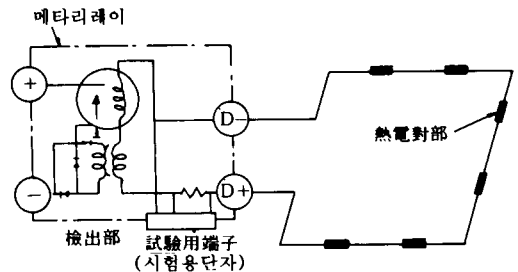 메타리레이
+
D-
熱電對部
-
D+
檢出部
試驗用端子
(시험용단자)